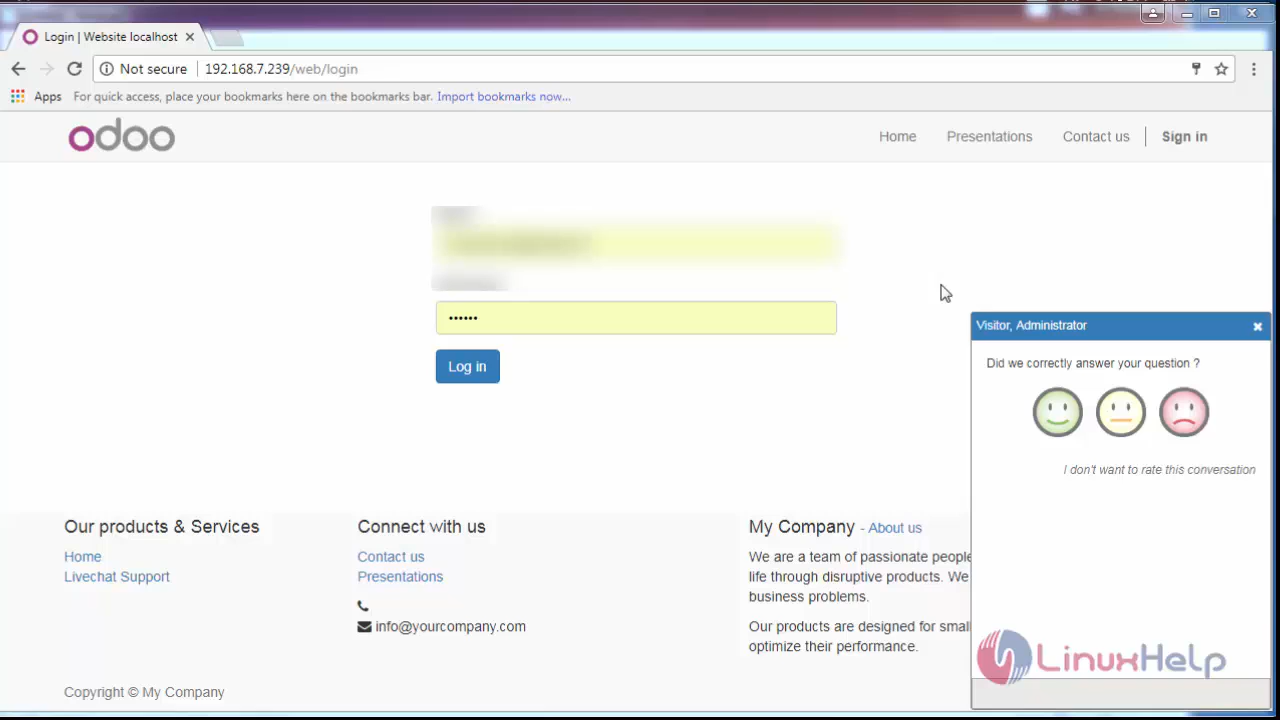 Login | Website localhost
Not secure
192.168.7.239/web/login
Apps
For quick access, place your bookmarks here on the bookmarks bar. Import bookmarks now...
odoo
Home
Presentations
Contact us
Sign in
••••••
Log in
Visitor, Administrator
Did we correctly answer your question ?
I don't want to rate this conversation
Our products & Services
Home
Livechat Support
Connect with us
Contact us
Presentations
info@yourcompany.com
My Company - About us
We are a team of passionate people
life through disruptive products. We
business problems.
Our products are designed for small
optimize their performance.
LinuxHelp
Copyright © My Company